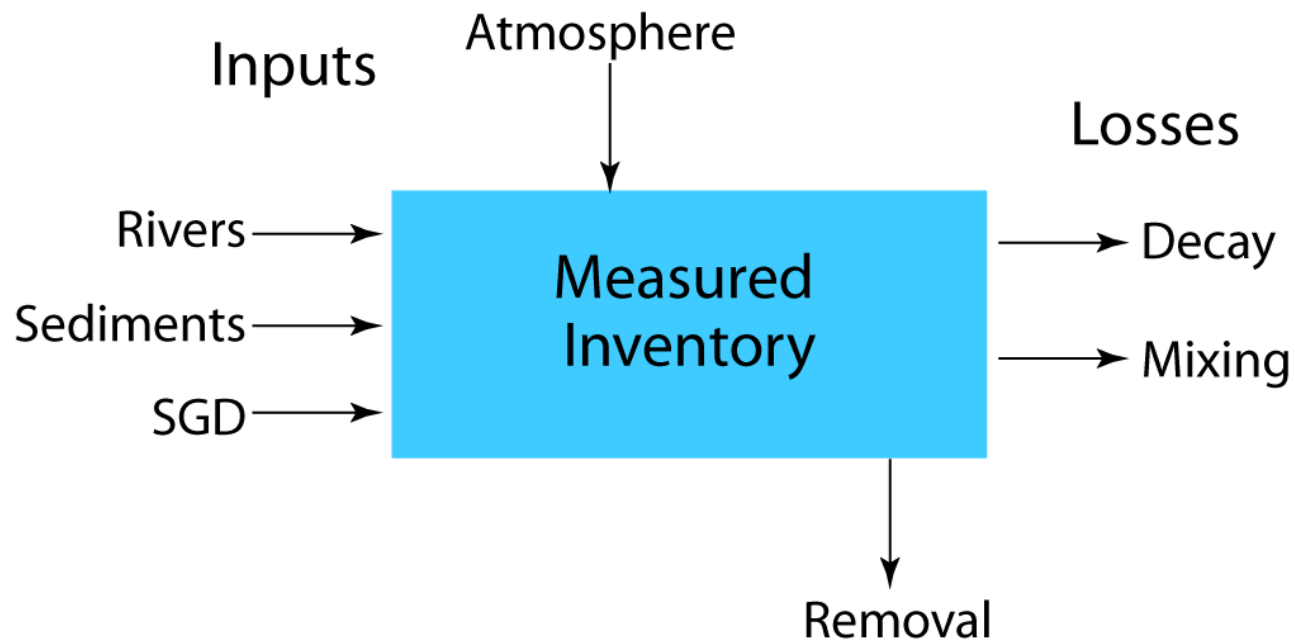 Atmosphere
Inputs
Losses
Rivers
Decay
Measured
Inventory
Sediments
Mixing
SGD
Removal